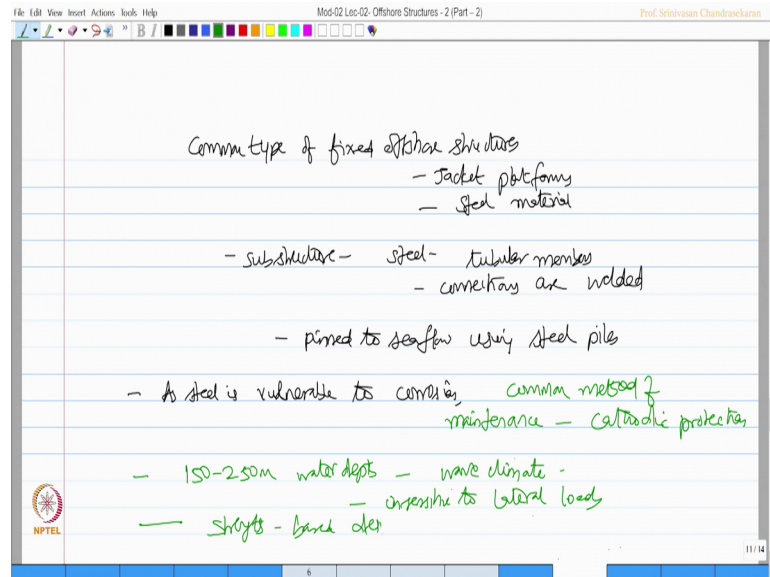 File Edit View Insert Actions Tools Help
Mod-02 Lec-02- Offshore Structures - 2 (Part – 2)
Prof. Srinivasan Chandrasekaran
B I
Common type of fixed offshore structures
- Jacket platforms
- Steel material
- Substructure - steel - tubular members
- connections are welded
- pinned to seafloor using steel piles
- As steel is vulnerable to corrosion, common method of
maintenance - cathodic protection
- 150-250m water depts - wave climate -
- insensitive to lateral loads
- based
NPTEL
11 / 14
6